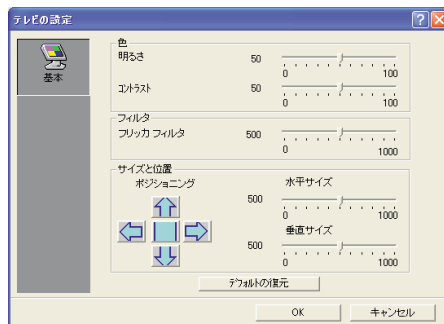 テレビの設定
基本
色
明るさ 50
0 100
コントラスト 50
0 100
フィルタ
フリッカ フィルタ 500
0 1000
サイズと位置
ポジショニング
水平サイズ
500
0 1000
垂直サイズ
500
0 1000
デフォルトの復元
OK キャンセル